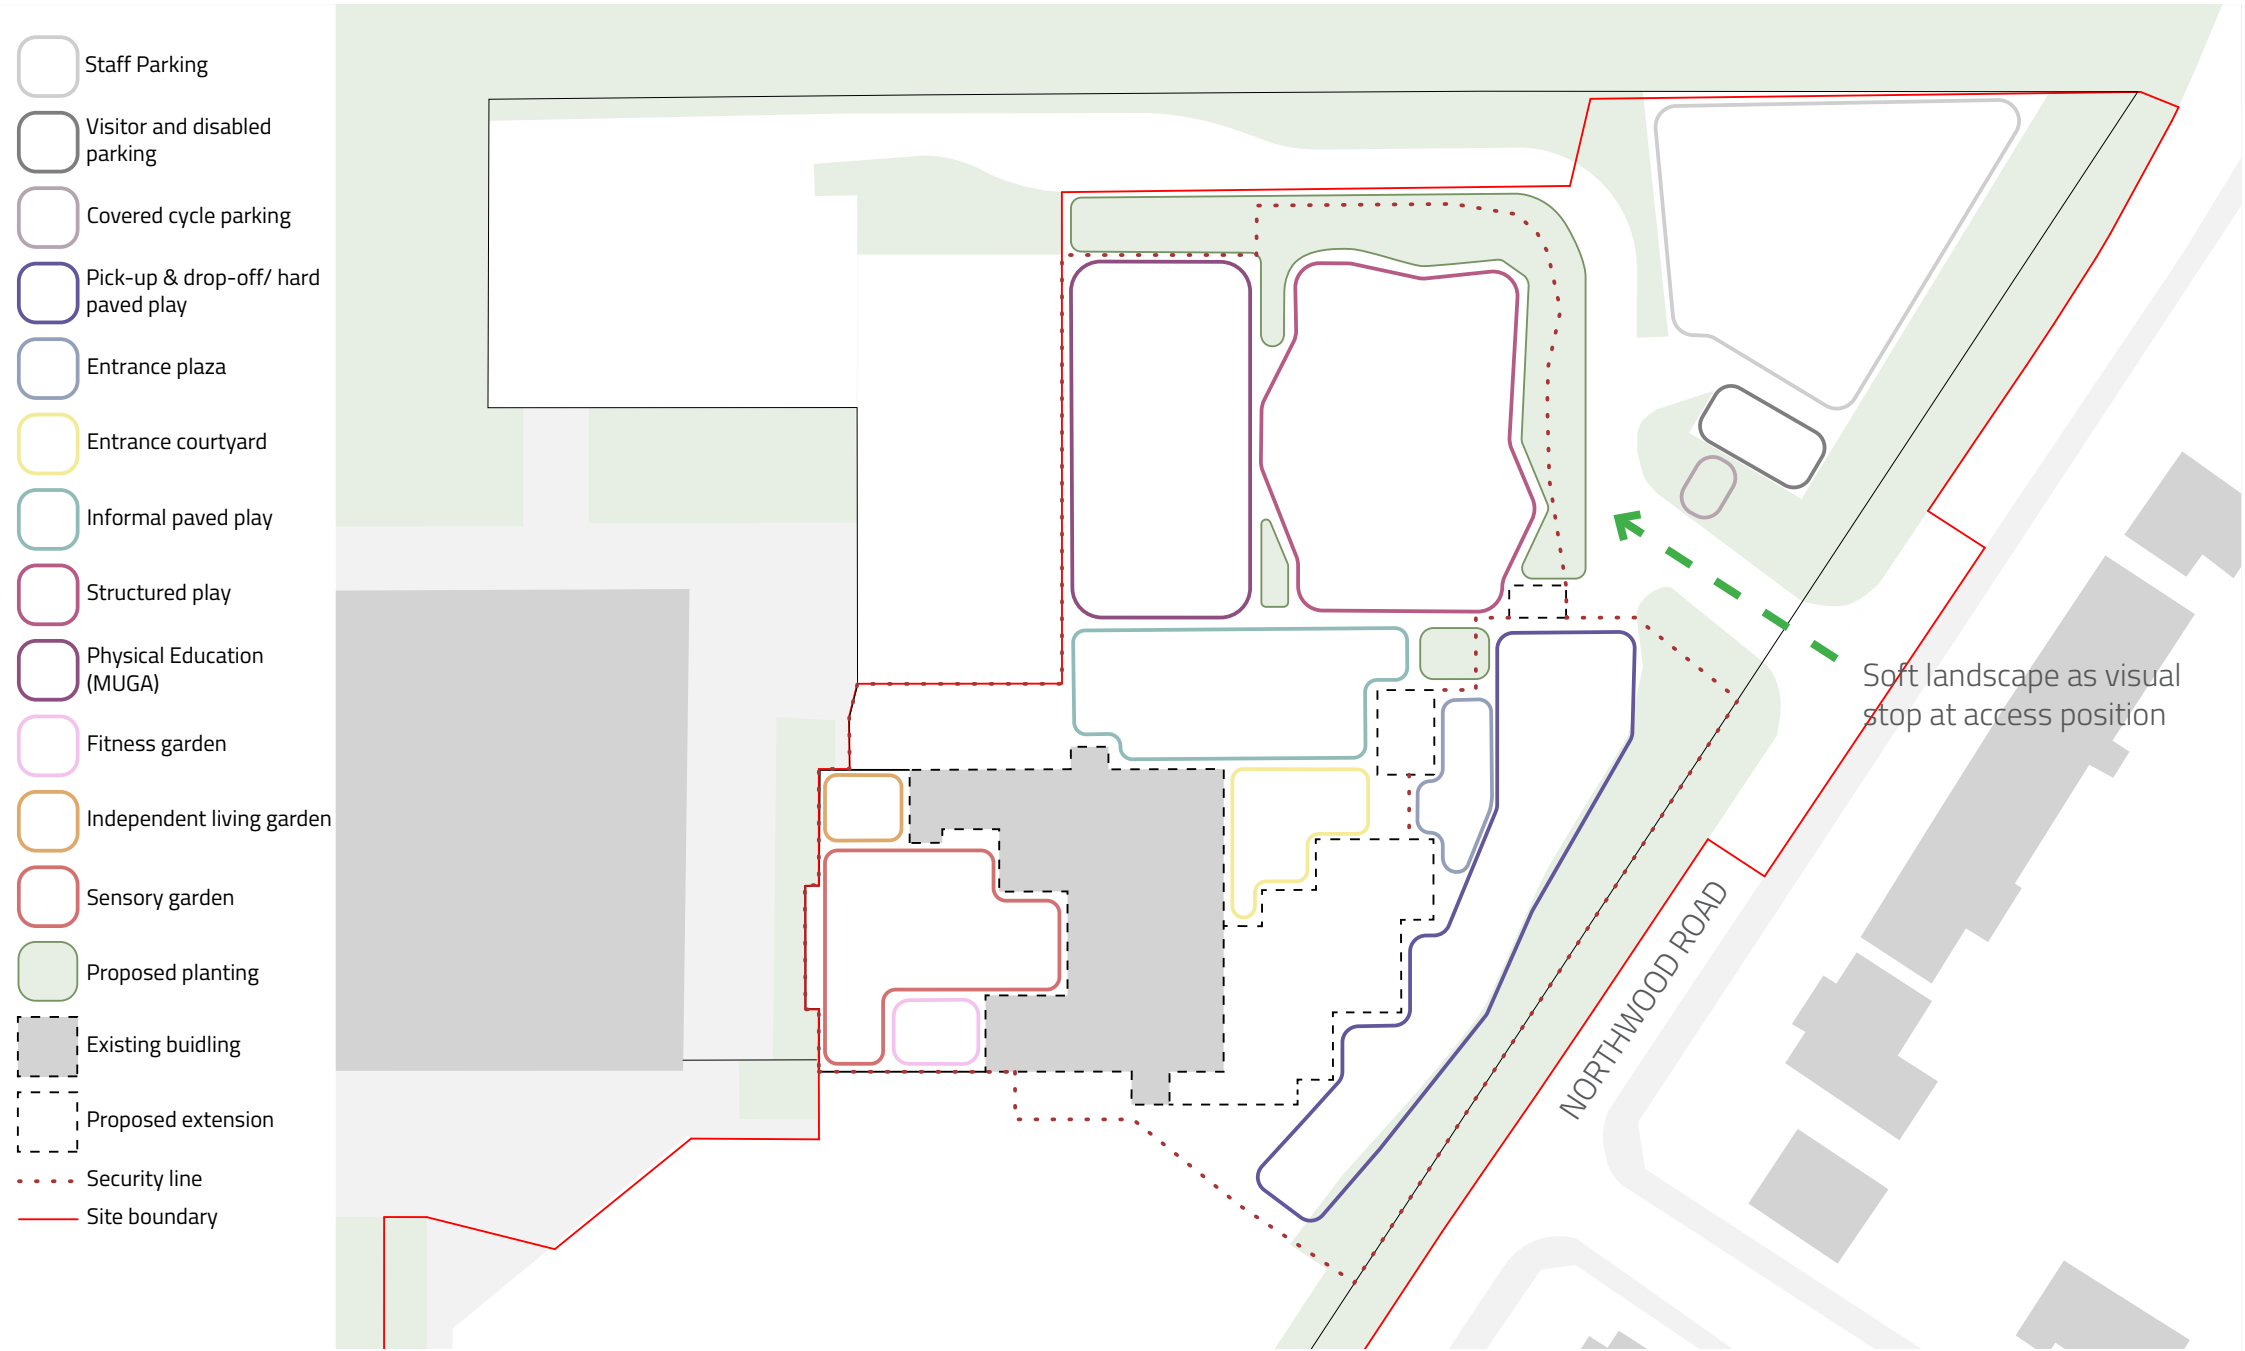 Staff Parking
Visitor and disabled
parking
Covered cycle parking
Pick-up & drop-off/ hard
paved play
Entrance plaza
Entrance courtyard
Informal paved play
Structured play
Physical Education
(MUGA)
Fitness garden
Independent living garden
Sensory garden
Proposed planting
Existing buidling
Proposed extension
Security line
Site boundary
Soft landscape as visual
stop at access position
NORTHWOOD ROAD